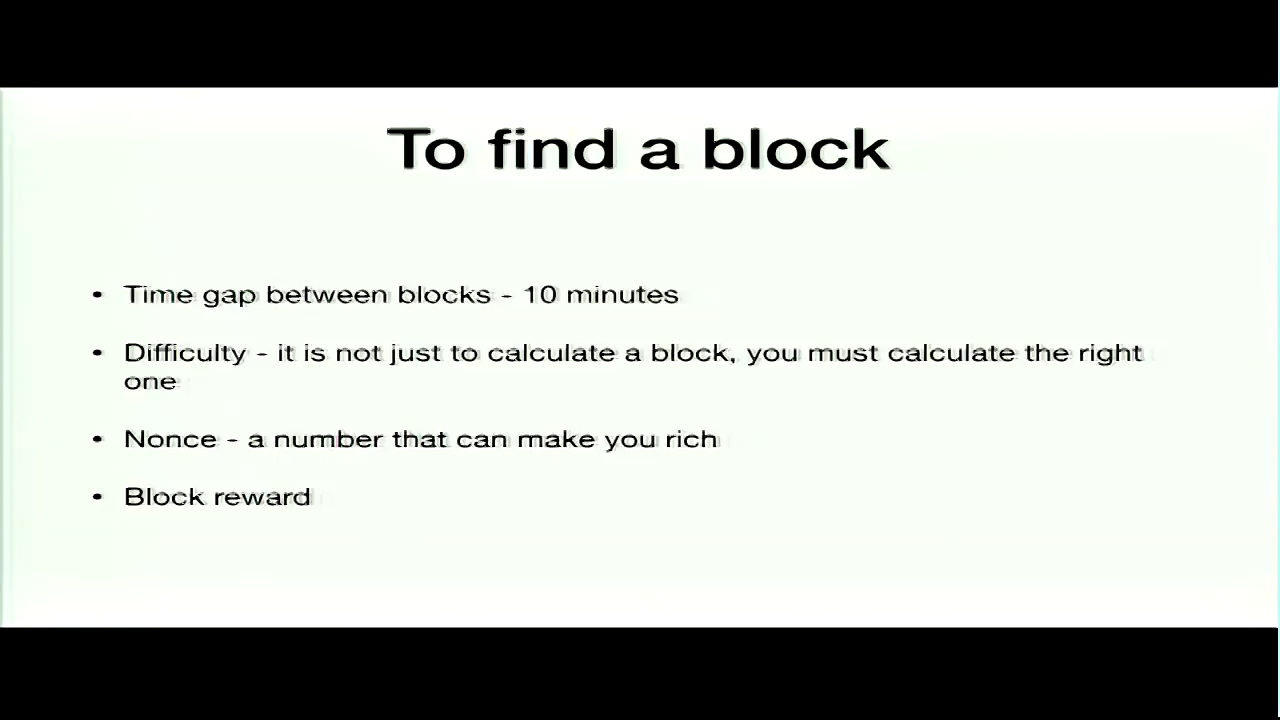 To find a block
• Time gap between blocks - 10 minutes
• Difficulty - it is not just to calculate a block, you must calculate the right
one
• Nonce - a number that can make you rich
• Block reward